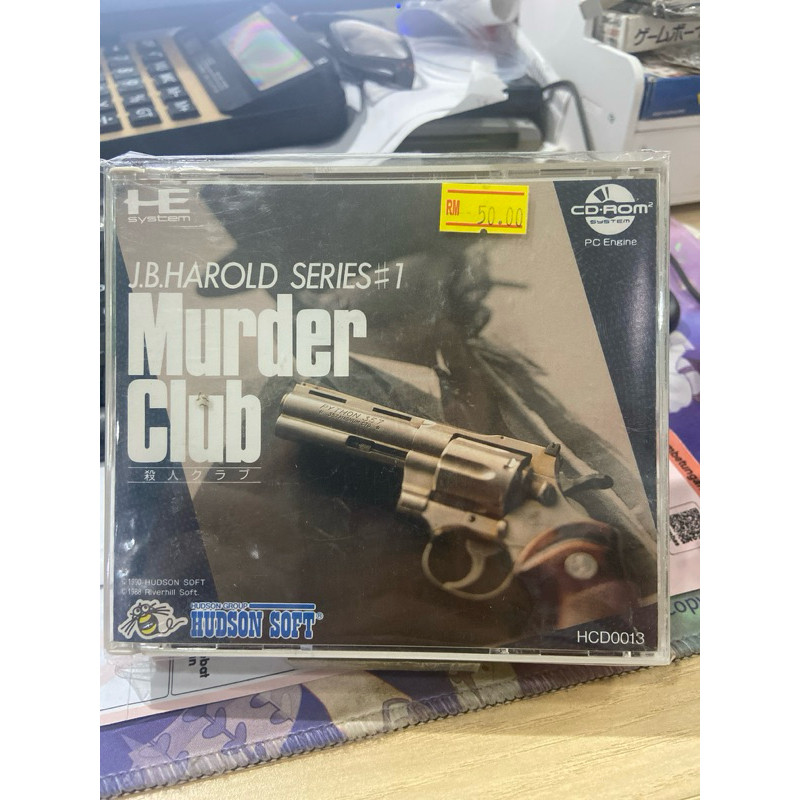 ゲームボーイ
HE
system
RM 50.00
CD·ROM²
SYSTEM
PC Engine
J.B.HAROLD SERIES#1
Murder
Club
殺人クラブ
PYTHON 357
©1990 HUDSON SOFT
©1988 Riverhill Soft.
HUDSON GROUP
HUDSON SOFT®
HCD0013